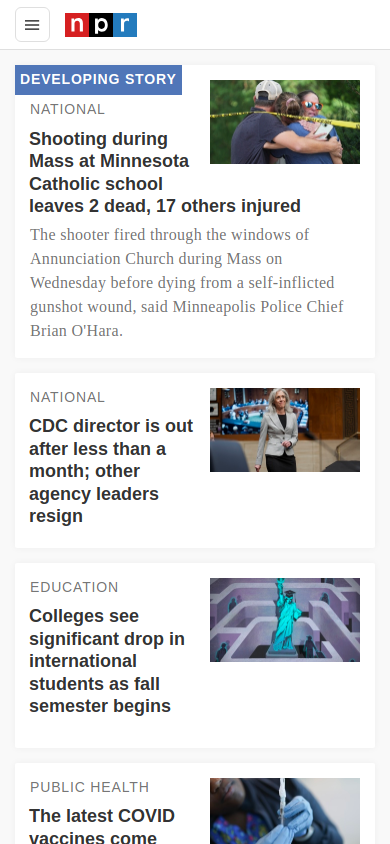 npr
DEVELOPING STORY
NATIONAL
Shooting during
Mass at Minnesota
Catholic school
leaves 2 dead, 17 others injured
The shooter fired through the windows of
Annunciation Church during Mass on
Wednesday before dying from a self-inflicted
gunshot wound, said Minneapolis Police Chief
Brian O'Hara.
NATIONAL
CDC director is out
after less than a
month; other
agency leaders
resign
EDUCATION
Colleges see
significant drop in
international
students as fall
semester begins
PUBLIC HEALTH
The latest COVID
vaccines come